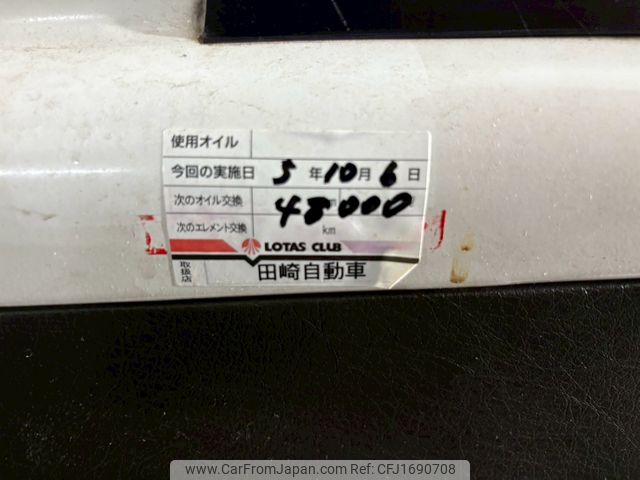 使用オイル
今回の実施日 5 年 10 月 6 日
次のオイル交換 48000
次のエレメント交換 km
LOTAS CLUB
取扱店 田崎自動車
www.CarFromJapan.com | ID: CFJ1690708